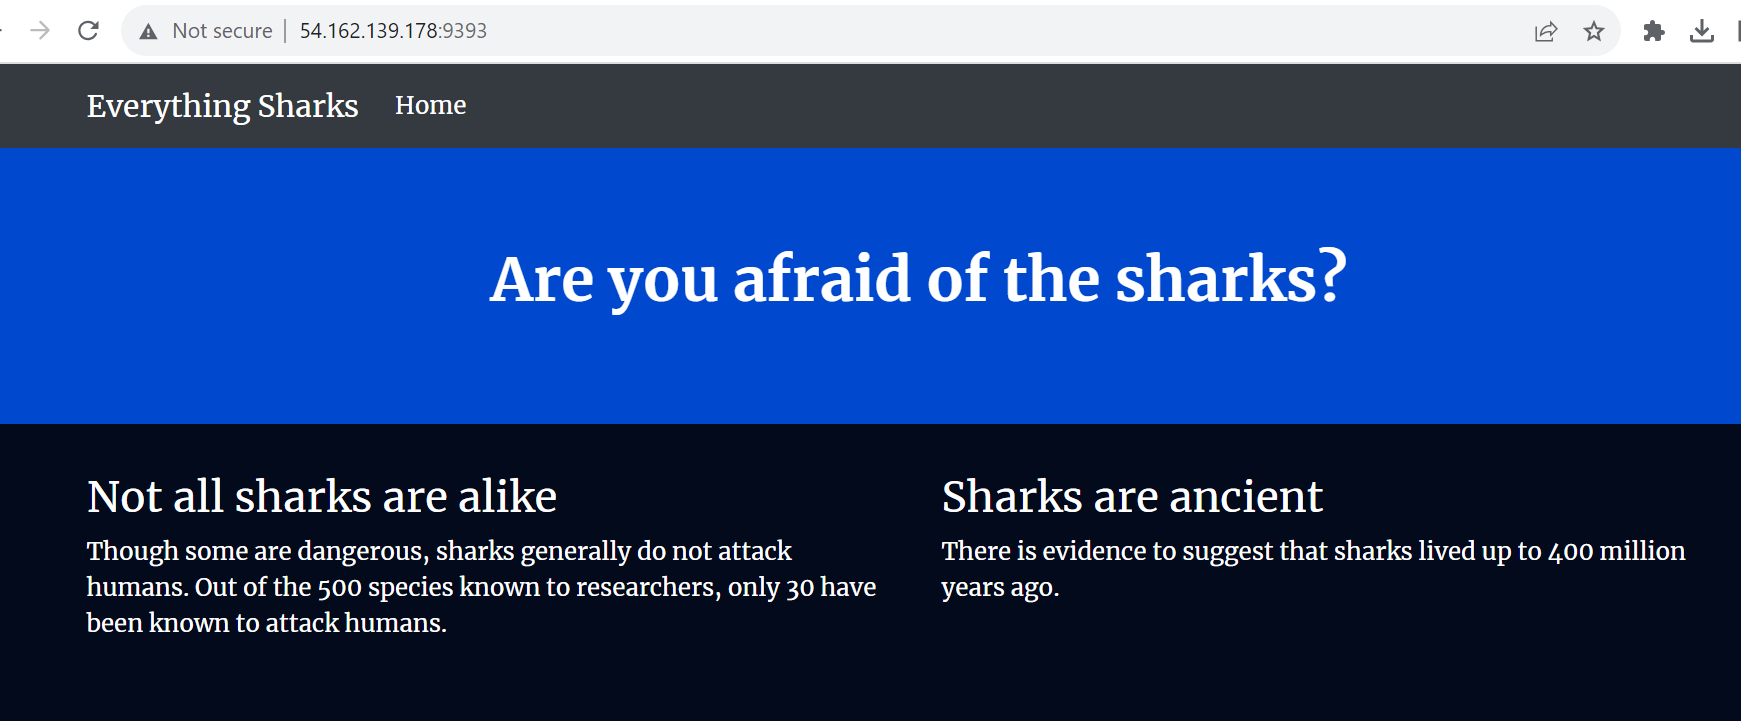 Not secure 54.162.139.178:9393
Everything Sharks Home
Are you afraid of the sharks?
Not all sharks are alike
Though some are dangerous, sharks generally do not attack
humans. Out of the 500 species known to researchers, only 30 have
been known to attack humans.
Sharks are ancient
There is evidence to suggest that sharks lived up to 400 million
years ago.